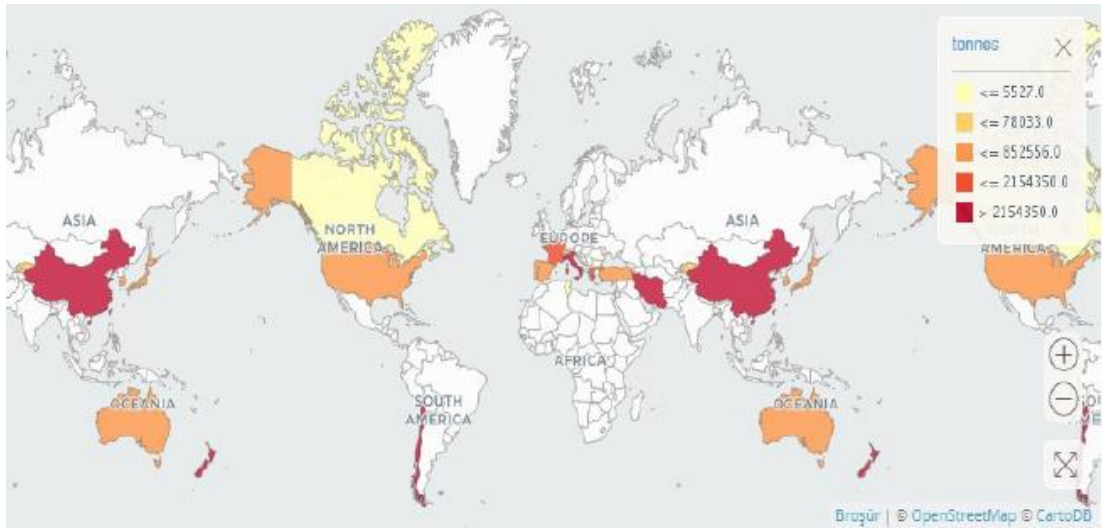 tonnes
<= 5527.0
<= 78033.0
<= 852556.0
<= 2154350.0
> 2154350.0
ASIA
NORTH
AMERICA
EUROPE
ASIA
AMERICA
AFRICA
OCEANIA
SOUTH
AMERICA
OCEANIA
Broşür | © OpenStreetMap © CartoDB